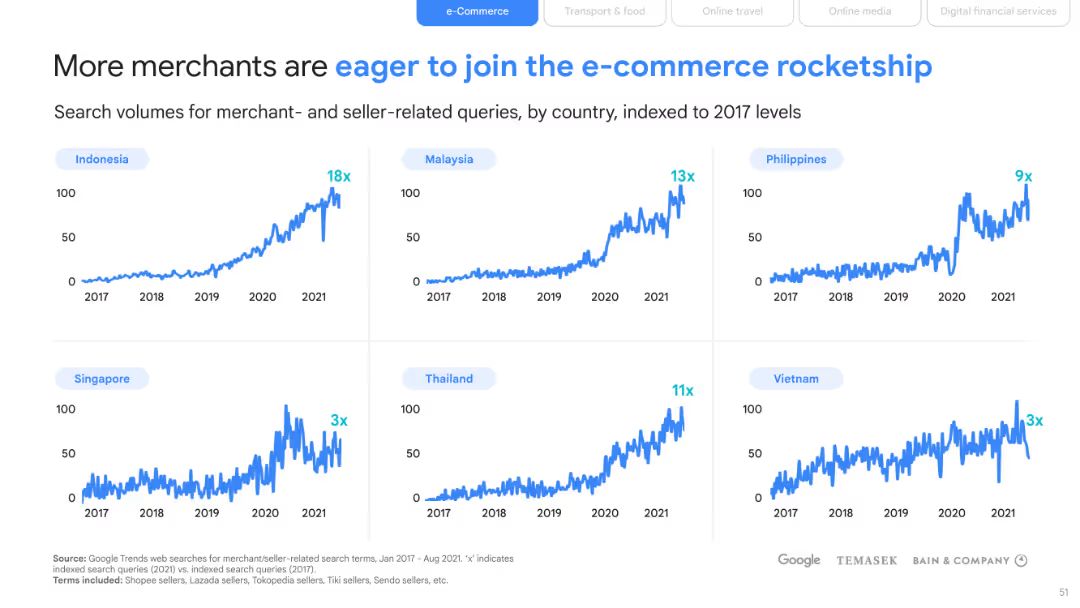 e-Commerce
Transport & food
Online travel
Online media
Digital financial services
More merchants are eager to join the e-commerce rocketship
Search volumes for merchant- and seller-related queries, by country, indexed to 2017 levels
Indonesia
18x
100
50
0
2017 2018 2019 2020 2021
Malaysia
13x
100
50
0
2017 2018 2019 2020 2021
Philippines
9x
100
50
0
2017 2018 2019 2020 2021
Singapore
100
3x
50
0
2017 2018 2019 2020 2021
Thailand
11x
100
50
0
2017 2018 2019 2020 2021
Vietnam
100
3x
50
0
2017 2018 2019 2020 2021
Source: Google Trends web searches for merchant/seller-related search terms, Jan 2017 - Aug 2021. 'x' indicates
indexed search queries (2021) vs. indexed search queries (2017).
Terms included: Shopee sellers, Lazada sellers, Tokopedia sellers, Tiki sellers, Sendo sellers, etc.
Google TEMASEK BAIN & COMPANY
51